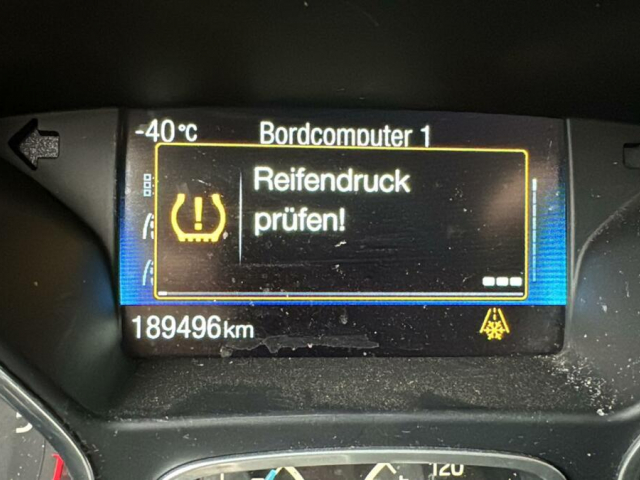 -40°C Bordcomputer 1
Reifendruck
prüfen!
189496km
120